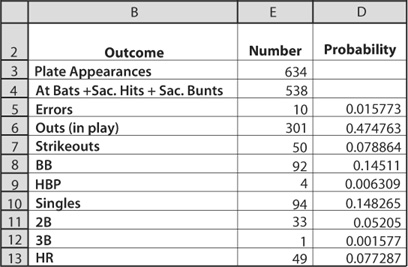 B E D
2 Outcome Number Probability
3 Plate Appearances 634
4 At Bats +Sac. Hits + Sac. Bunts 538
5 Errors 10 0.015773
6 Outs (in play) 301 0.474763
7 Strikeouts 50 0.078864
8 BB 92 0.14511
9 HBP 4 0.006309
10 Singles 94 0.148265
11 2B 33 0.05205
12 3B 1 0.001577
13 HR 49 0.077287